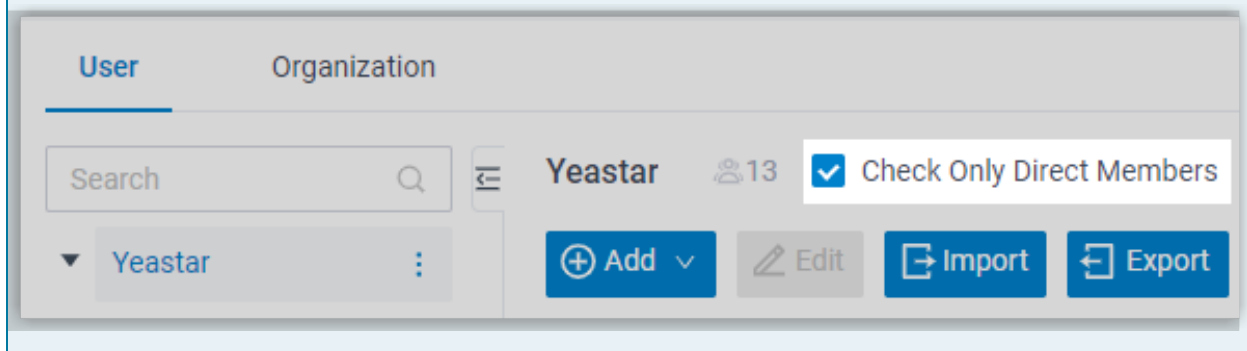 User Organization
Search Yeastar 13 Check Only Direct Members
Yeastar Add Edit Import Export